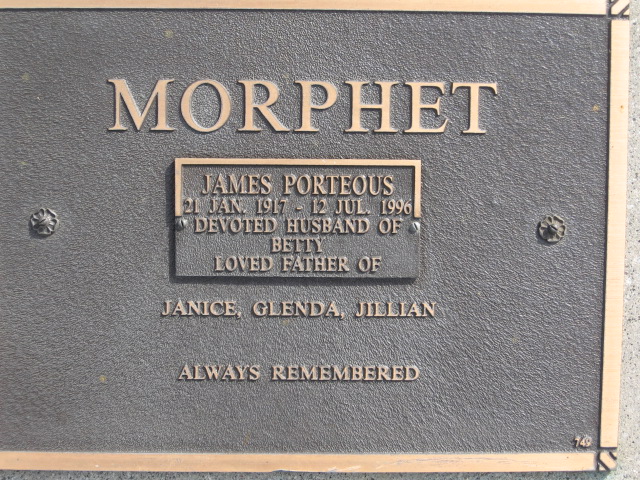 MORPHET
JAMES PORTEOUS
21 JAN. 1917 - 12 JUL. 1996
DEVOTED HUSBAND OF
BETTY
LOVED FATHER OF
JANICE, GLENDA, JILLIAN
ALWAYS REMEMBERED
749